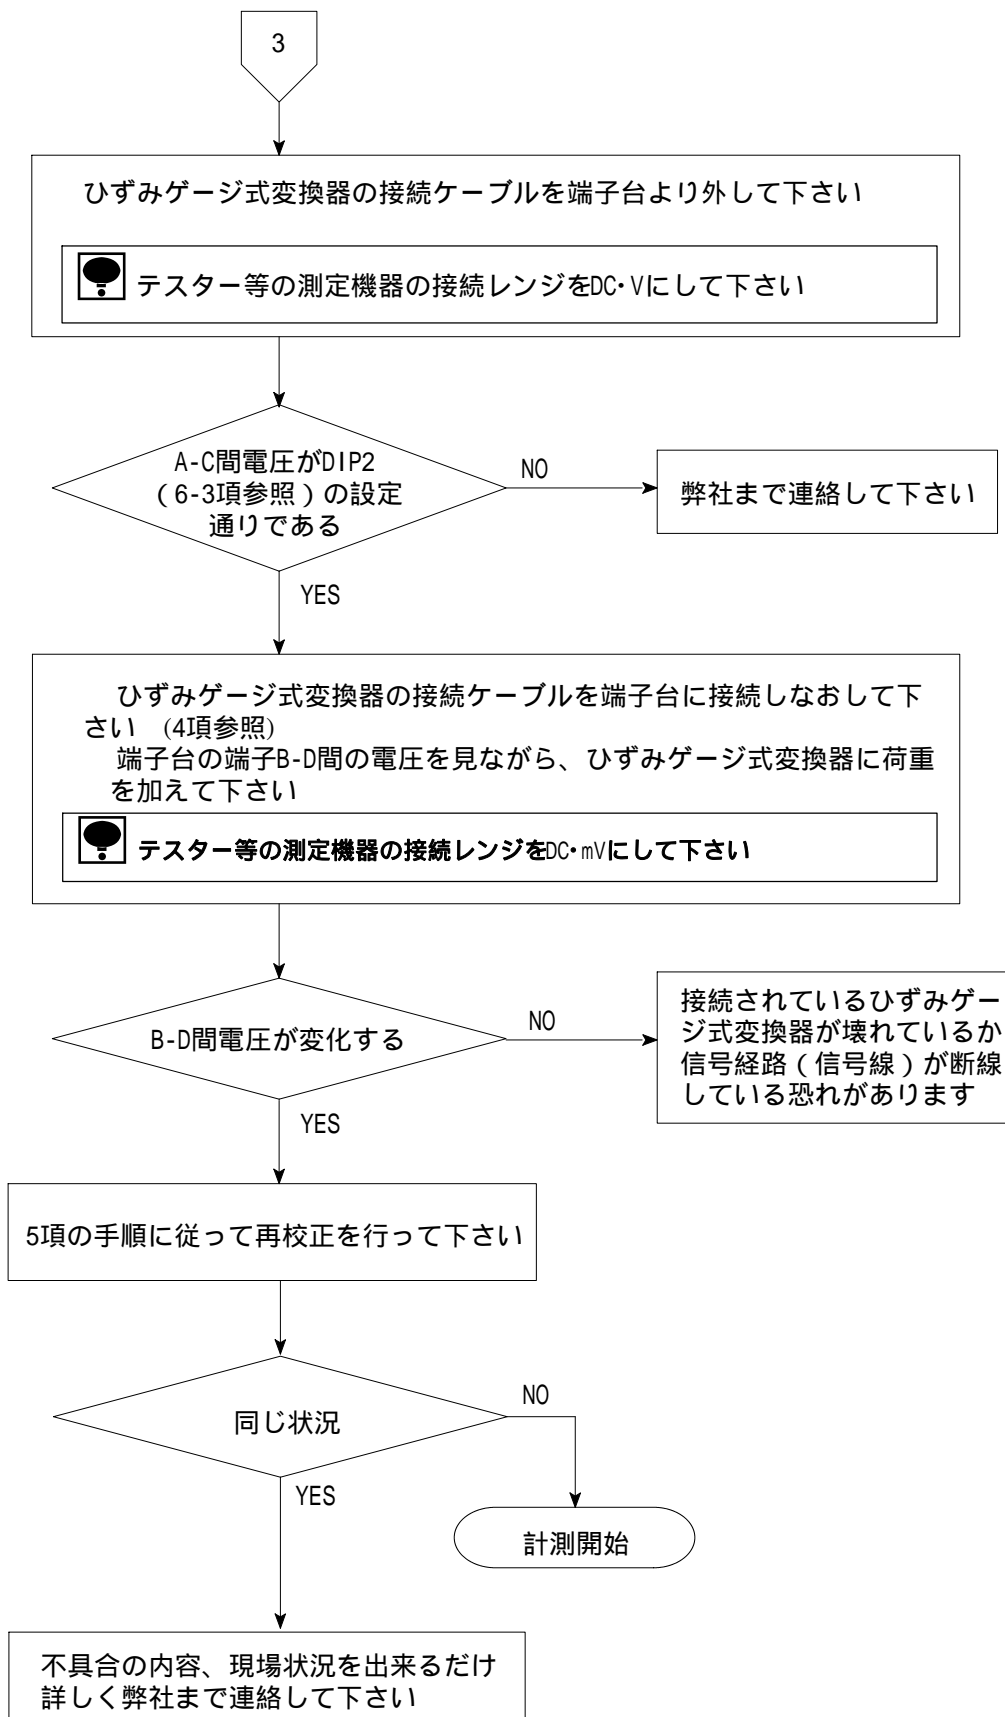 3
ひずみゲージ式変換器の接続ケーブルを端子台より外して下さい
テスター等の測定機器の接続レンジをDC・Vにして下さい
A-C間電圧がDIP2
（6-3項参照）の設定
通りである
NO
弊社まで連絡して下さい
YES
ひずみゲージ式変換器の接続ケーブルを端子台に接続しなおして下
さい (4項参照)
端子台の端子B-D間の電圧を見ながら、ひずみゲージ式変換器に荷重
を加えて下さい
テスター等の測定機器の接続レンジをDC・mVにして下さい
B-D間電圧が変化する
NO
接続されているひずみゲー
ジ式変換器が壊れているか
信号経路（信号線）が断線
している恐れがあります
YES
5項の手順に従って再校正を行って下さい
同じ状況
NO
YES
計測開始
不具合の内容、現場状況を出来るだけ
詳しく弊社まで連絡して下さい